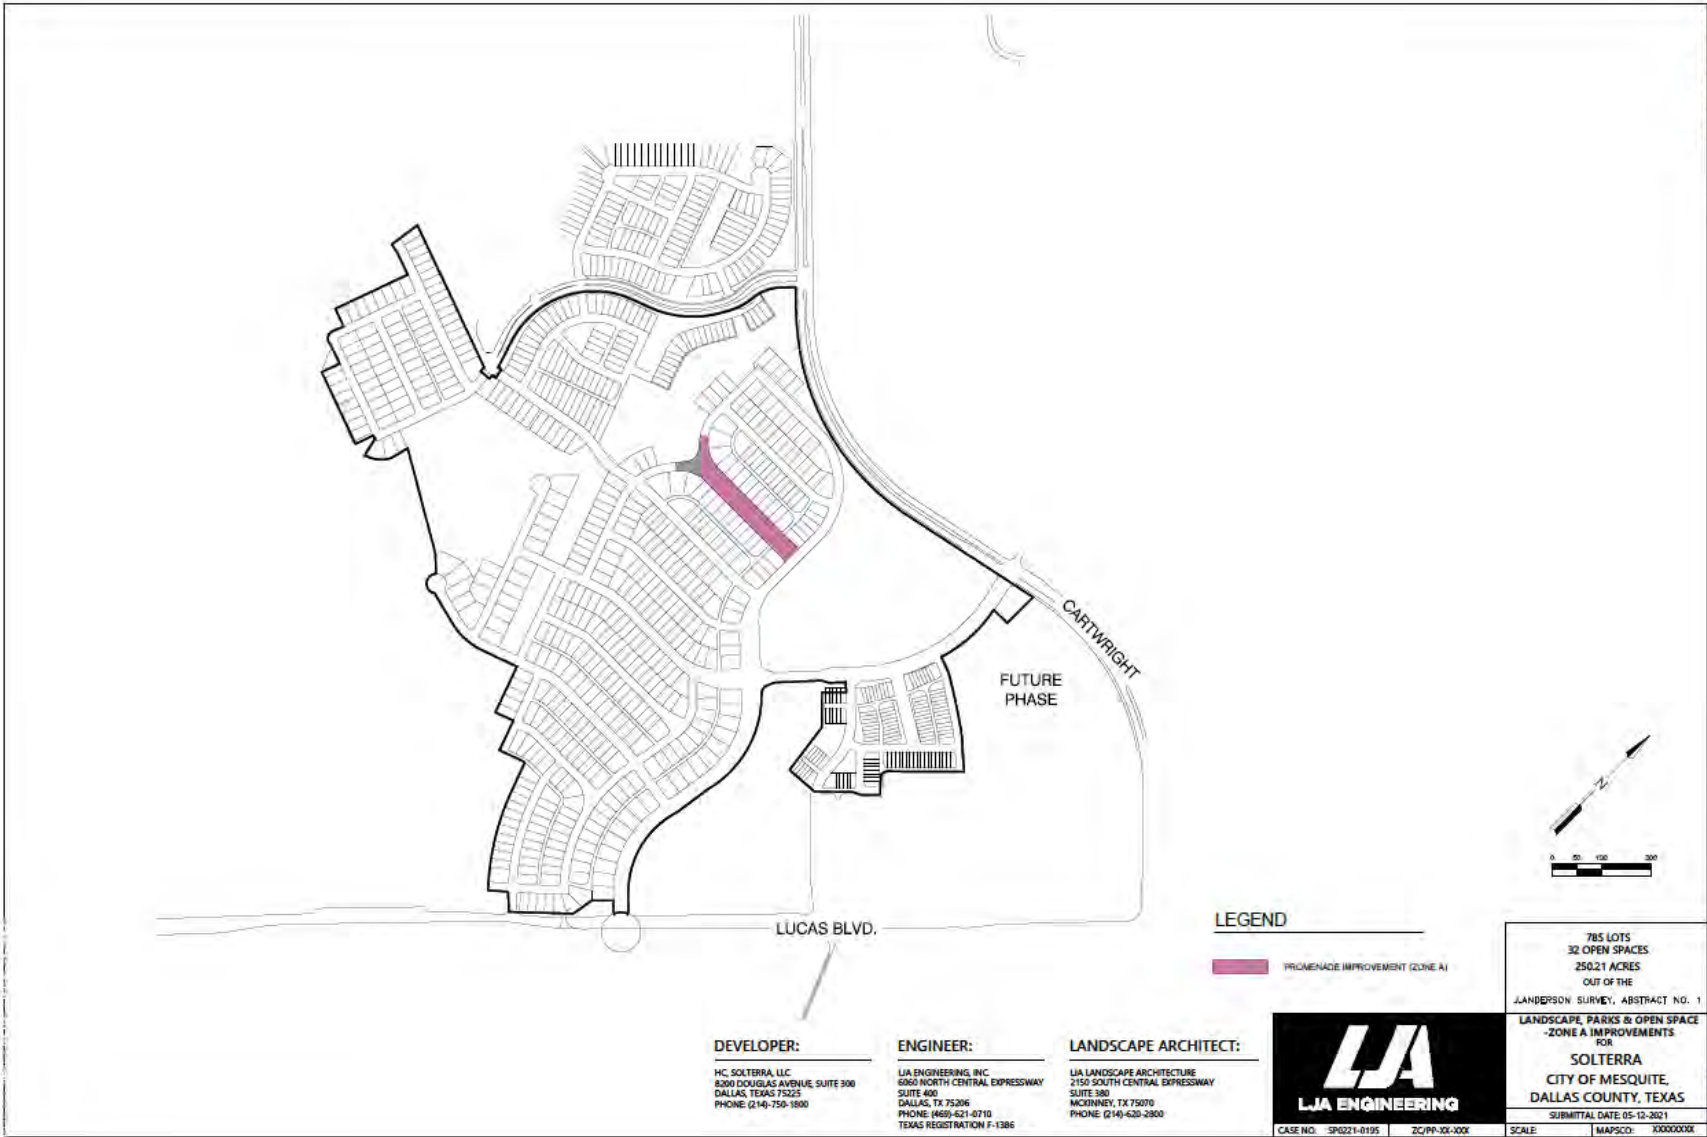 CARTWRIGHT
FUTURE
PHASE
N
0 50 100 200
LUCAS BLVD.
LEGEND
PROMENADE IMPROVEMENT (ZONE A)
785 LOTS
32 OPEN SPACES
250.21 ACRES
OUT OF THE
J.ANDERSON SURVEY, ABSTRACT NO. 1
LANDSCAPE, PARKS & OPEN SPACE
-ZONE A IMPROVEMENTS
FOR
SOLTERRA
CITY OF MESQUITE,
DALLAS COUNTY, TEXAS
SUBMITTAL DATE: 05-12-2021
SCALE: MAPSCO: XXXXXXXX
DEVELOPER:
HC, SOLTERRA, LLC
8200 DOUGLAS AVENUE, SUITE 300
DALLAS, TEXAS 75225
PHONE: (214)-750-1800
ENGINEER:
LJA ENGINEERING, INC.
6060 NORTH CENTRAL EXPRESSWAY
SUITE 400
DALLAS, TX 75206
PHONE: (469)-621-0710
TEXAS REGISTRATION F-1386
LANDSCAPE ARCHITECT:
LJA LANDSCAPE ARCHITECTURE
2150 SOUTH CENTRAL EXPRESSWAY
SUITE 380
MCKINNEY, TX 75070
PHONE: (214)-620-2800
LJA
LJA ENGINEERING
CASE NO. SP0221-0195 ZC/PP-XX-XXX